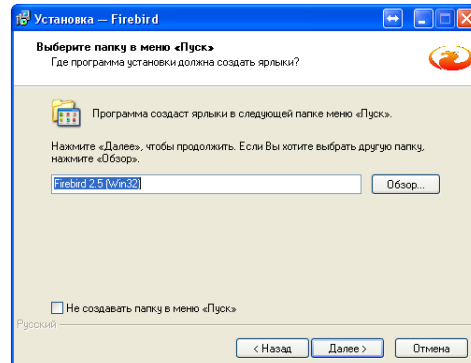 Установка — Firebird
Выберите папку в меню «Пуск»
Где программа установки должна создать ярлыки?
Программа создаст ярлыки в следующей папке меню «Пуск».
Нажмите «Далее», чтобы продолжить. Если Вы хотите выбрать другую папку,
нажмите «Обзор».
Firebird 2.5 (Win32)
Обзор...
Не создавать папку в меню «Пуск»
Русский
< Назад
Далее >
Отмена